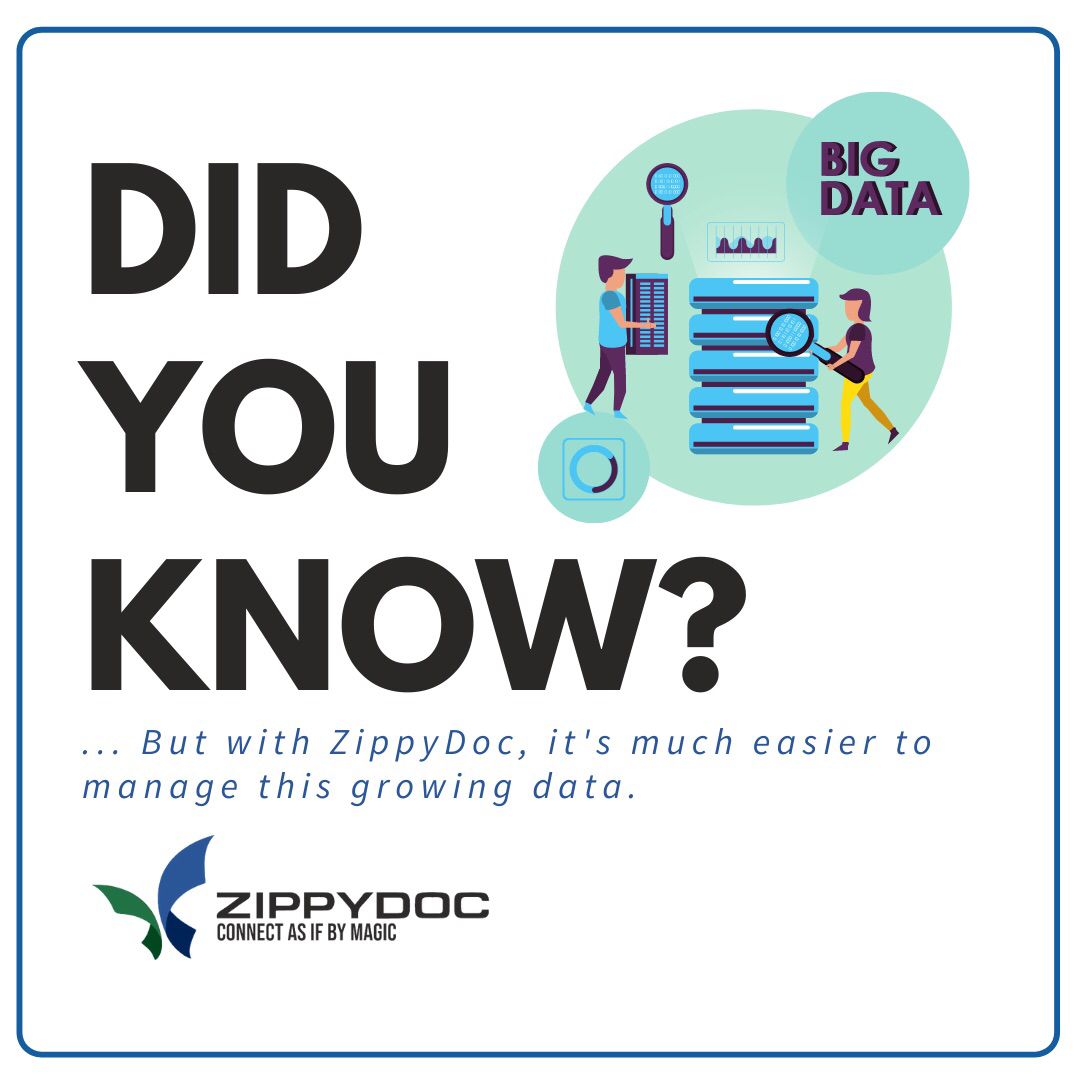 DID
YOU
KNOW?
BIG
DATA
... But with ZippyDoc, it's much easier to
manage this growing data.
ZIPPYDOC
CONNECT AS IF BY MAGIC